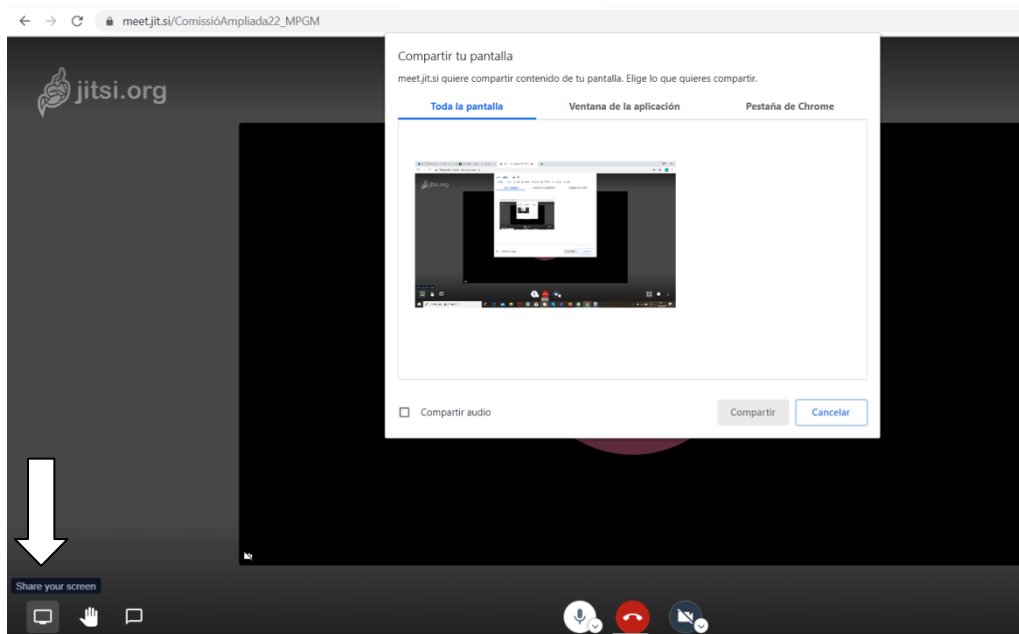 meet.jit.si/ComissióAmpliada22_MPGM
jitsi.org
Compartir tu pantalla
meet.jit.si quiere compartir contenido de tu pantalla. Elige lo que quieres compartir.
Toda la pantalla
Ventana de la aplicación
Pestaña de Chrome
Compartir audio
Compartir
Cancelar
Share your screen